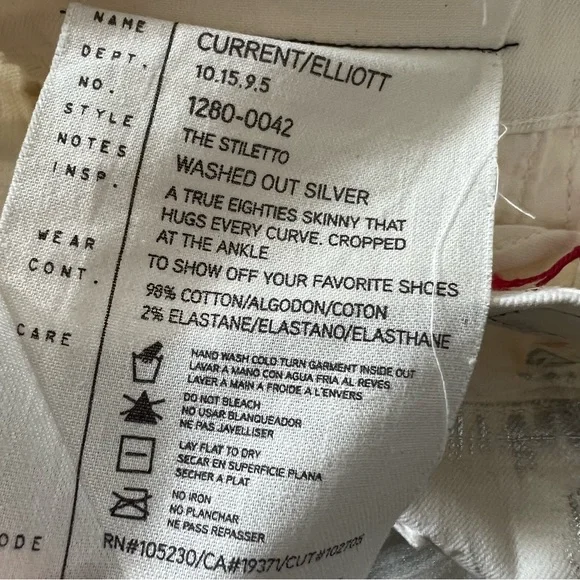 NAME
CURRENT/ELLIOTT
DEPT.
10.15.9.5
NO.
1280-0042
STYLE
THE STILETTO
NOTES
WASHED OUT SILVER
INSP.
A TRUE EIGHTIES SKINNY THAT
HUGS EVERY CURVE. CROPPED
AT THE ANKLE
TO SHOW OFF YOUR FAVORITE SHOES
WEAR
CONT.
98% COTTON/ALGODON/COTON
2% ELASTANE/ELASTANO/ELASTHANE
CARE
HAND WASH COLD TURN GARMENT INSIDE OUT
LAVAR A MANO CON AGUA FRIA AL REVES
LAVER A MAIN A FROIDE A L'ENVERS
DO NOT BLEACH
NO USAR BLANQUEADOR
NE PAS JAVELLISER
LAY FLAT TO DRY
SECAR EN SUPERFICIE PLANA
SECHER A PLAT
NO IRON
NO PLANCHAR
NE PASS REPASSER
ODE
RN#105230/CA#19371/CUT#102705